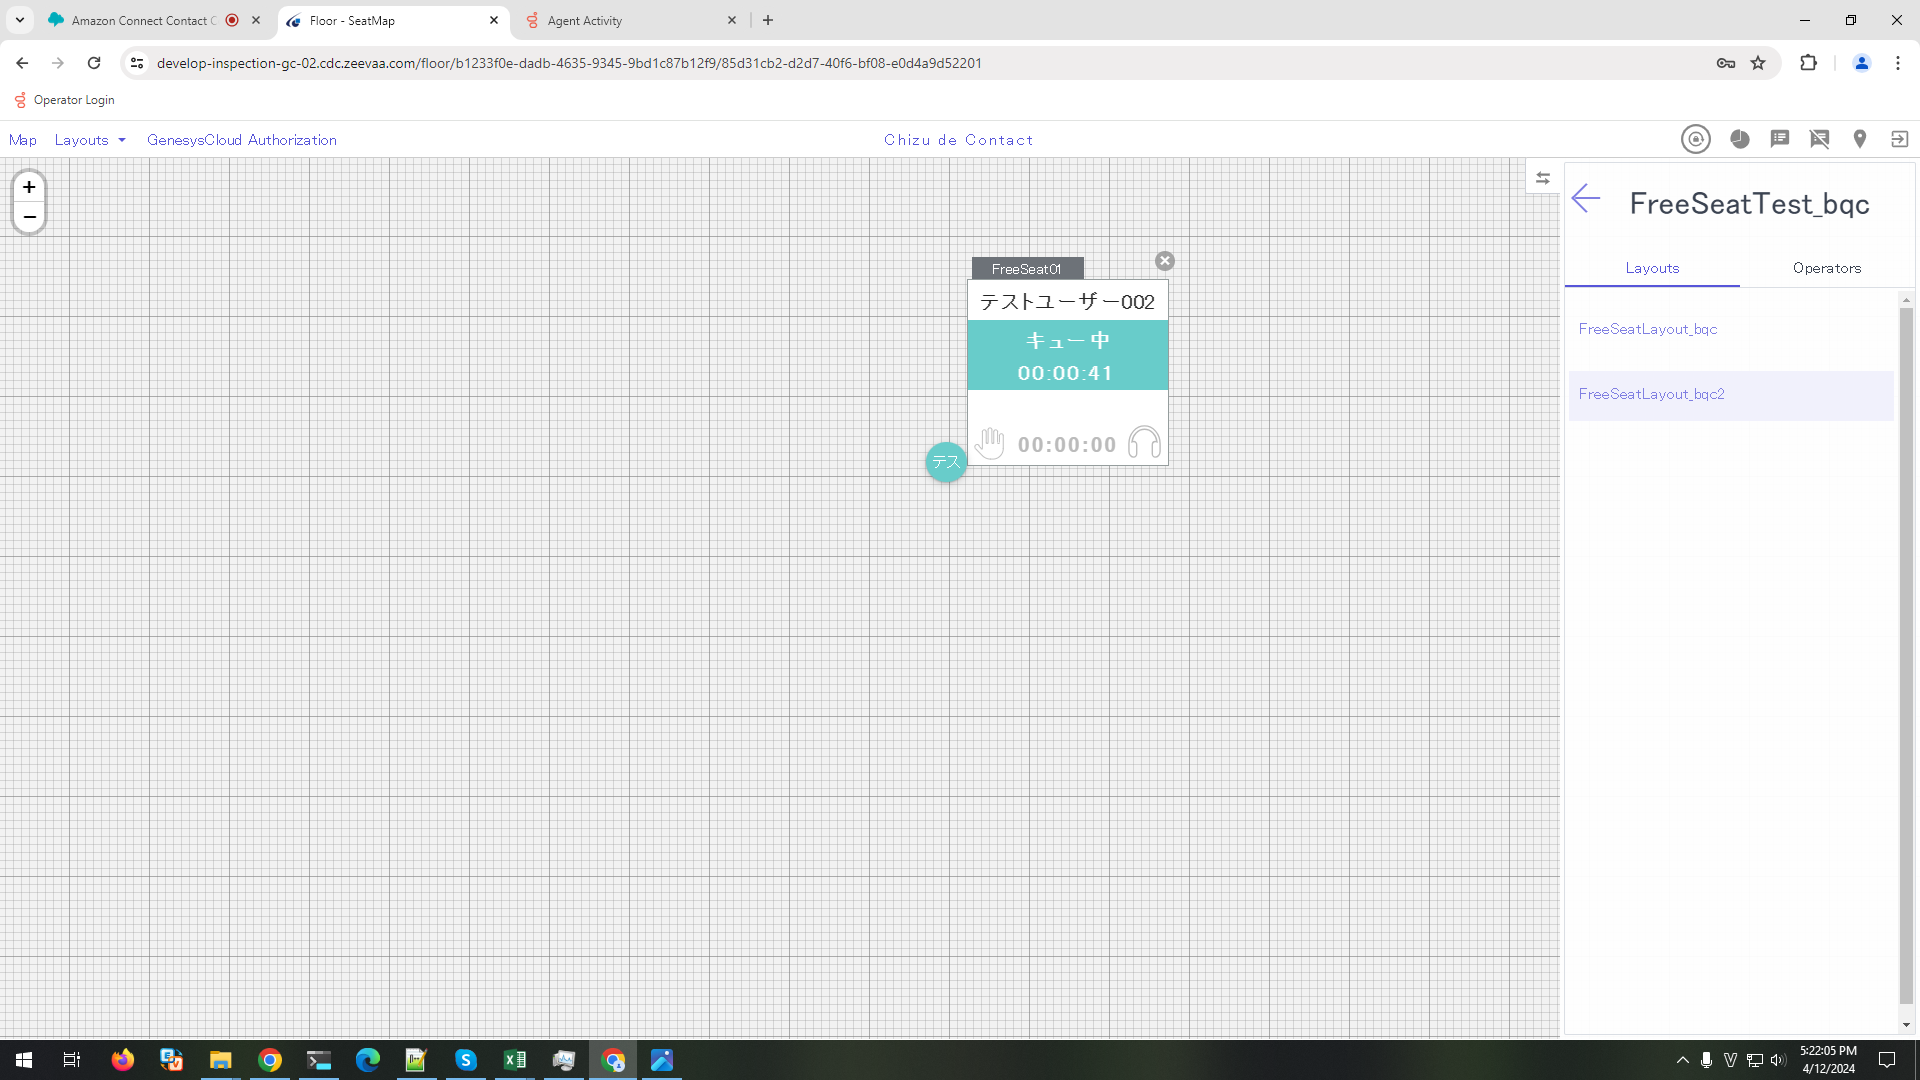 Amazon Connect Contact C
Floor - SeatMap
Agent Activity
develop-inspection-gc-02.cdc.zeevaa.com/floor/b1233f0e-dadb-4635-9345-9bd1c87b12f9/85d31cb2-d2d7-40f6-bf08-e0d4a9d52201
Operator Login
Map
Layouts
GenesysCloud Authorization
Chizu de Contact
+
−
FreeSeat01
テストユーザー002
キュー中
00:00:41
00:00:00
テス
FreeSeatTest_bqc
Layouts
Operators
FreeSeatLayout_bqc
FreeSeatLayout_bqc2
5:22:05 PM
4/12/2024